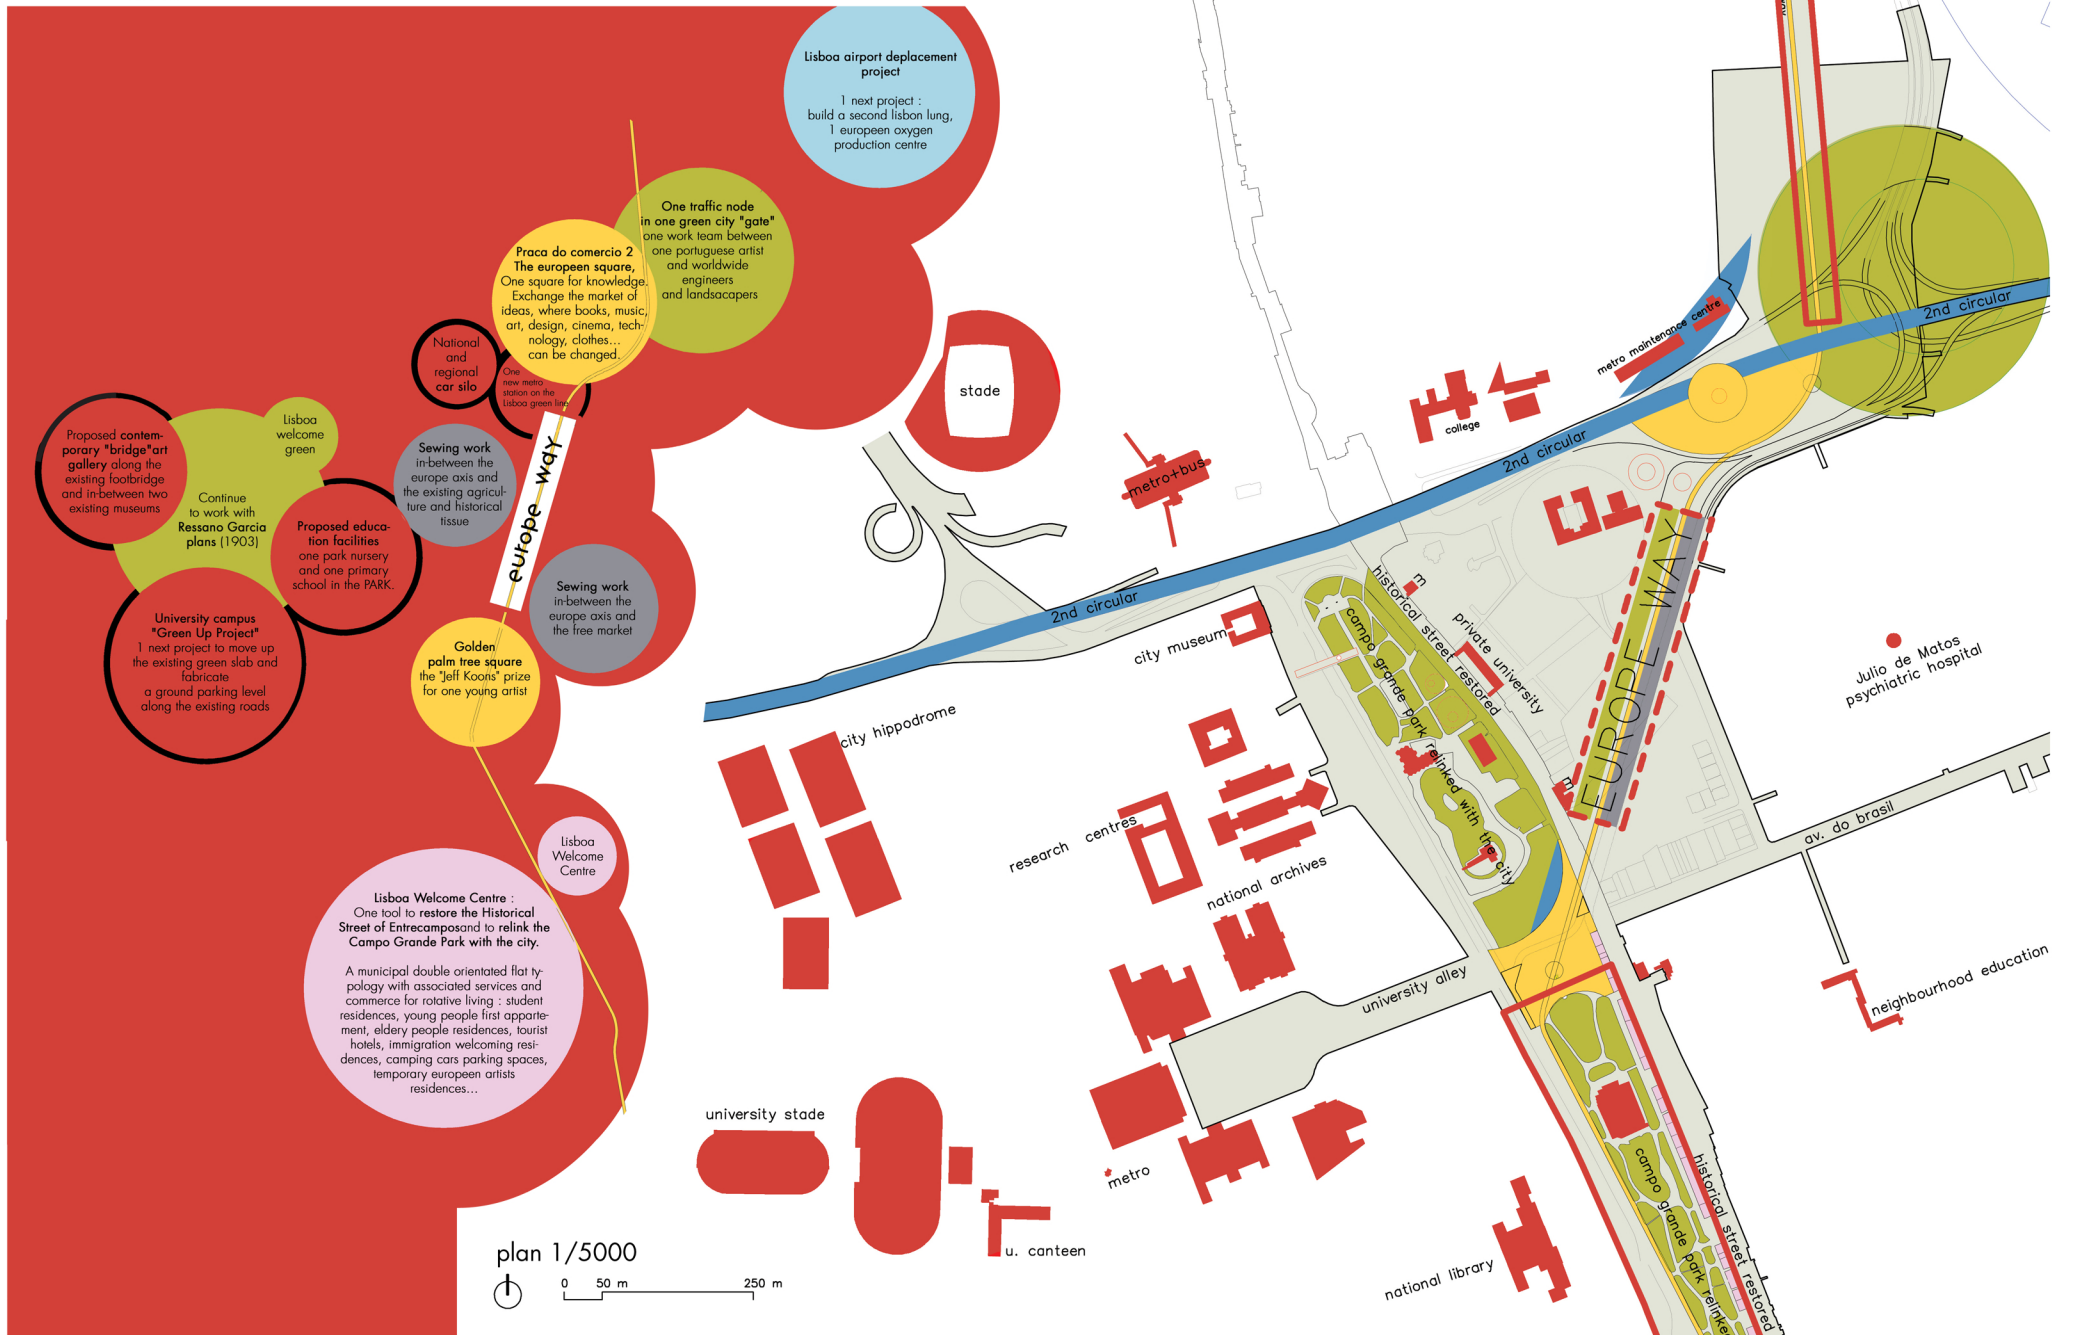 Lisboa airport deplacement
project
1 next project :
build a second lisbon lung,
1 europeen oxygen
production centre
One traffic node
in one green city "gate"
one work team between
one portuguese artist
and worldwide
engineers
and landsacapers
Praca do comercio 2
The europeen square,
One square for knowledge.
Exchange the market of
ideas, where books, music,
art, design, cinema, tech-
nology, clothes...
can be changed.
National
and
regional
car silo
One
new metro
station on the
Lisboa green line
Lisboa
welcome
green
Proposed contem-
porary "bridge"art
gallery along the
existing footbridge
and in-between two
existing museums
Continue
to work with
Ressano Garcia
plans (1903)
Proposed educa-
tion facilities
one park nursery
and one primary
school in the PARK.
Sewing work
in-between the
europe axis and
the existing agricul-
ture and historical
tissue
europe way
Sewing work
in-between the
europe axis and
the free market
University campus
"Green Up Project"
1 next project to move up
the existing green slab and
fabricate
a ground parking level
along the existing roads
Golden
palm tree square
the "Jeff Koons" prize
for one young artist
Lisboa
Welcome
Centre
Lisboa Welcome Centre :
One tool to restore the Historical
Street of Entrecamposand to relink the
Campo Grande Park with the city.
A municipal double orientated flat ty-
pology with associated services and
commerce for rotative living : student
residences, young people first apparte-
ment, eldery people residences, tourist
hotels, immigration welcoming resi-
dences, camping cars parking spaces,
temporary europeen artists
residences...
plan 1/5000
0 50 m 250 m
stade
metro+bus
college
metro maintenance centre
2nd circular
2nd circular
2nd circular
city museum
city hippodrome
research centres
national archives
university alley
university stade
u. canteen
metro
national library
m
historical street restored
private university
campo grande park relinked with the city
m
EUROPE WAY
Julio de Matos
psychiatric hospital
av. do brasil
neighbourhood education
historical street restored
campo grande park relinke